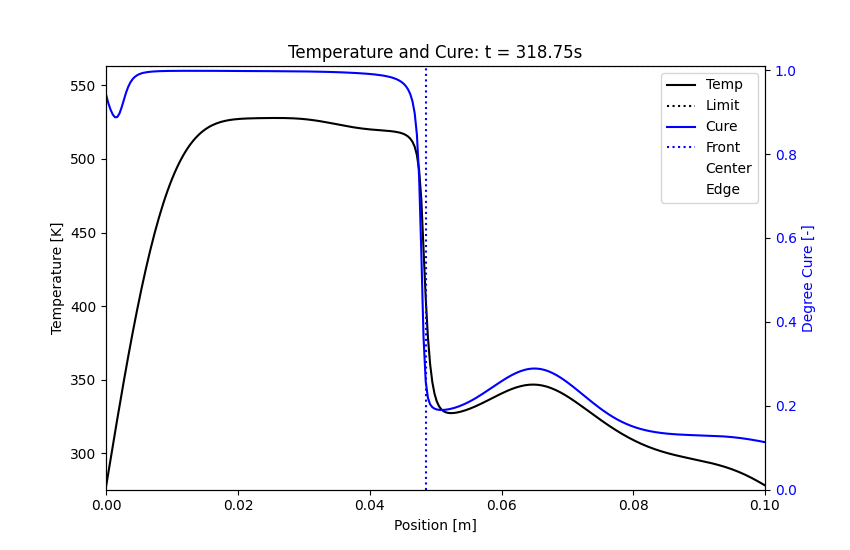 Temperature and Cure: t = 318.75s
Temp
Limit
Cure
Front
Center
Edge
Temperature [K]
550
500
450
400
350
300
Degree Cure [-]
1.0
0.8
0.6
0.4
0.2
0.0
0.00
0.02
0.04
0.06
0.08
0.10
Position [m]